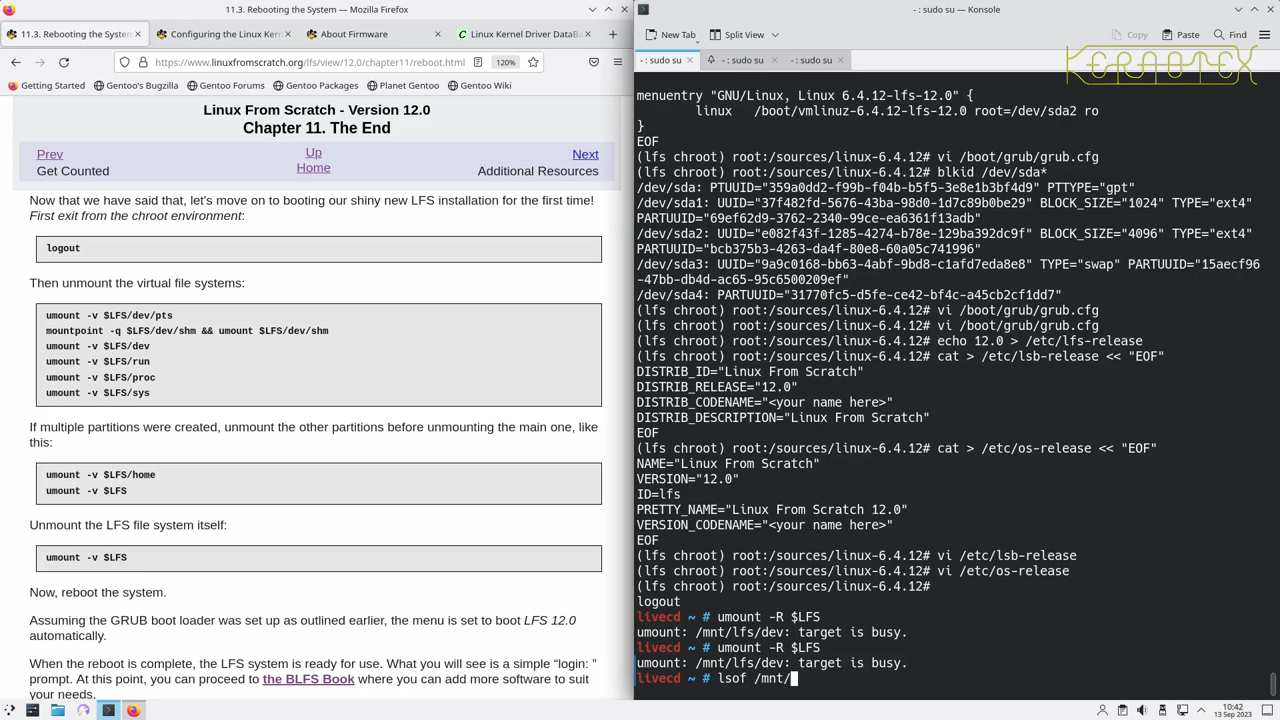 11.3. Rebooting the System — Mozilla Firefox
11.3. Rebooting the System
Configuring the Linux Kern
About Firmware
Linux Kernel Driver DataBa
https://www.linuxfromscratch.org/lfs/view/12.0/chapter11/reboot.html
120%
Getting Started
Gentoo's Bugzilla
Gentoo Forums
Gentoo Packages
Planet Gentoo
Gentoo Wiki
Linux From Scratch - Version 12.0
Chapter 11. The End
Prev
Up
Next
Get Counted
Home
Additional Resources
Now that we have said that, let's move on to booting our shiny new LFS installation for the first time!
First exit from the chroot environment:
logout
Then unmount the virtual file systems:
umount -v $LFS/dev/pts
mountpoint -q $LFS/dev/shm && umount $LFS/dev/shm
umount -v $LFS/dev
umount -v $LFS/run
umount -v $LFS/proc
umount -v $LFS/sys
If multiple partitions were created, unmount the other partitions before unmounting the main one, like
this:
umount -v $LFS/home
umount -v $LFS
Unmount the LFS file system itself:
umount -v $LFS
Now, reboot the system.
Assuming the GRUB boot loader was set up as outlined earlier, the menu is set to boot LFS 12.0
automatically.
When the reboot is complete, the LFS system is ready for use. What you will see is a simple “login: ”
prompt. At this point, you can proceed to the BLFS Book where you can add more software to suit
your needs.
- : sudo su — Konsole
New Tab
Split View
Copy
Paste
Find
- : sudo su
- : sudo su
- : sudo su
KERNOTEX
menuentry "GNU/Linux, Linux 6.4.12-lfs-12.0" {
linux /boot/vmlinuz-6.4.12-lfs-12.0 root=/dev/sda2 ro
}
EOF
(lfs chroot) root:/sources/linux-6.4.12# vi /boot/grub/grub.cfg
(lfs chroot) root:/sources/linux-6.4.12# blkid /dev/sda*
/dev/sda: PTUUID="359a0dd2-f99b-f04b-b5f5-3e8e1b3bf4d9" PTTYPE="gpt"
/dev/sda1: UUID="37f482fd-5676-43ba-98d0-1d7c89b0be29" BLOCK_SIZE="1024" TYPE="ext4"
PARTUUID="69ef62d9-3762-2340-99ce-ea6361f13adb"
/dev/sda2: UUID="e082f43f-1285-4274-b78e-129ba392dc9f" BLOCK_SIZE="4096" TYPE="ext4"
PARTUUID="bcb375b3-4263-da4f-80e8-60a05c741996"
/dev/sda3: UUID="9a9c0168-bb63-4abf-9bd8-c1afd7eda8e8" TYPE="swap" PARTUUID="15aecf96
-47bb-db4d-ac65-95c6500209ef"
/dev/sda4: PARTUUID="31770fc5-d5fe-ce42-bf4c-a45cb2cf1dd7"
(lfs chroot) root:/sources/linux-6.4.12# vi /boot/grub/grub.cfg
(lfs chroot) root:/sources/linux-6.4.12# vi /boot/grub/grub.cfg
(lfs chroot) root:/sources/linux-6.4.12# echo 12.0 > /etc/lfs-release
(lfs chroot) root:/sources/linux-6.4.12# cat > /etc/lsb-release << "EOF"
DISTRIB_ID="Linux From Scratch"
DISTRIB_RELEASE="12.0"
DISTRIB_CODENAME="<your name here>"
DISTRIB_DESCRIPTION="Linux From Scratch"
EOF
(lfs chroot) root:/sources/linux-6.4.12# cat > /etc/os-release << "EOF"
NAME="Linux From Scratch"
VERSION="12.0"
ID=lfs
PRETTY_NAME="Linux From Scratch 12.0"
VERSION_CODENAME="<your name here>"
EOF
(lfs chroot) root:/sources/linux-6.4.12# vi /etc/lsb-release
(lfs chroot) root:/sources/linux-6.4.12# vi /etc/os-release
(lfs chroot) root:/sources/linux-6.4.12#
logout
livecd ~ # umount -R $LFS
umount: /mnt/lfs/dev: target is busy.
livecd ~ # umount -R $LFS
umount: /mnt/lfs/dev: target is busy.
livecd ~ # lsof /mnt/
10:42
13 Sep 2023